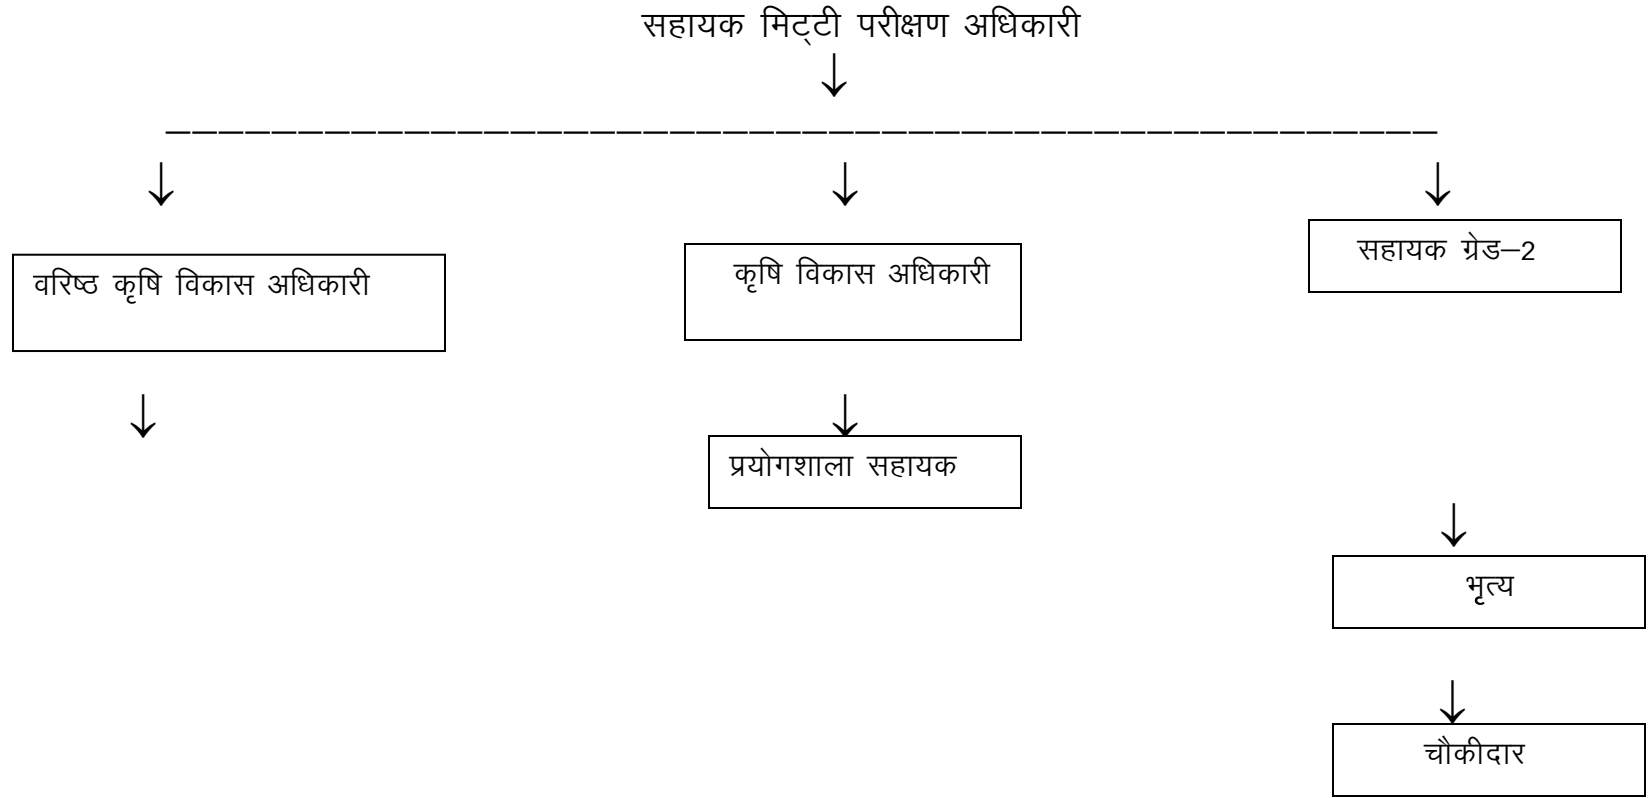 सहायक मिट्टी परीक्षण अधिकारी
वरिष्ठ कृषि विकास अधिकारी
कृषि विकास अधिकारी
सहायक ग्रेड–2
प्रयोगशाला सहायक
भृत्य
चौकीदार